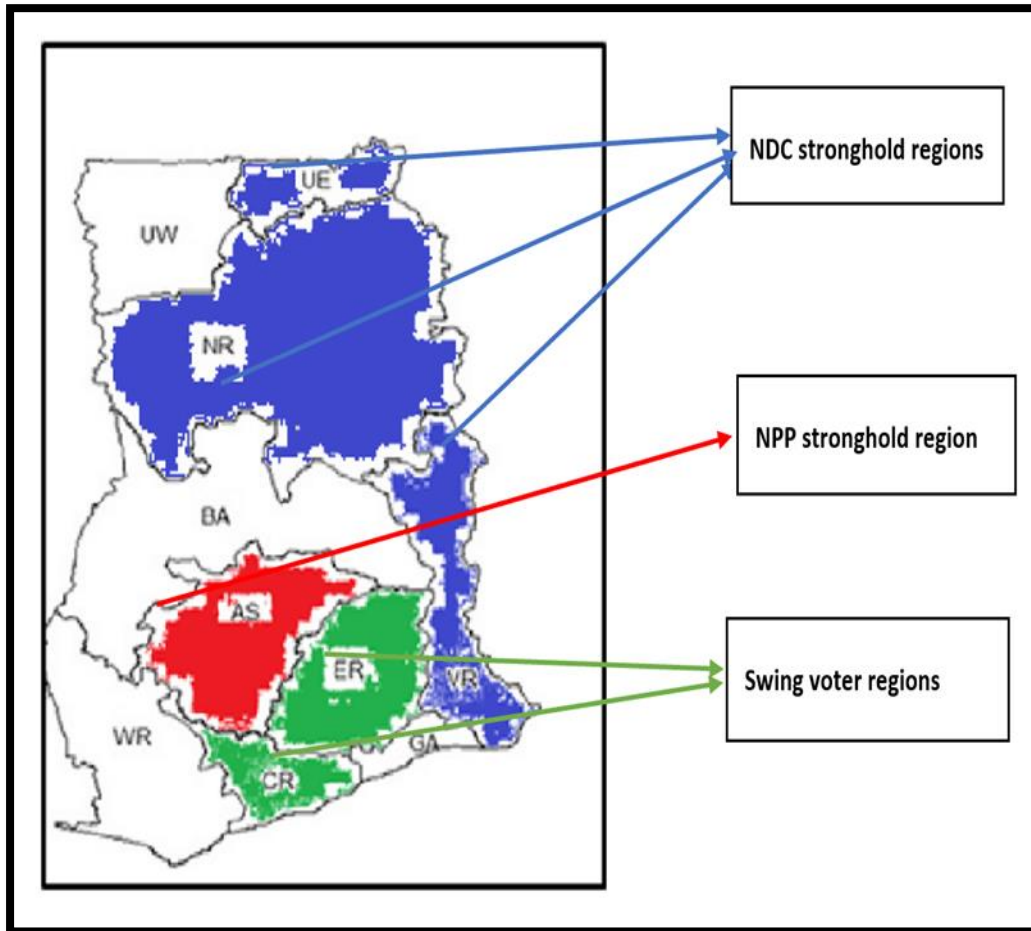 UE
NDC stronghold regions
UW
NR
NPP stronghold region
BA
AS
ER
VR
Swing voter regions
WR
GA
CR